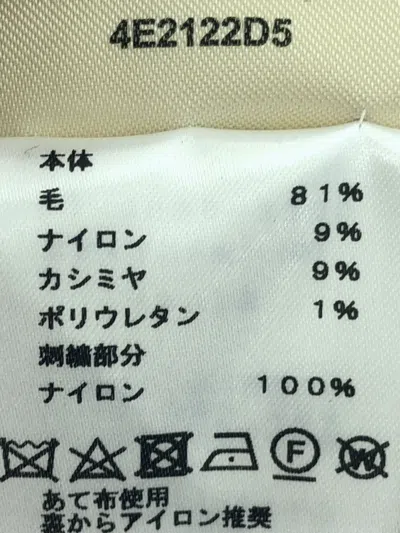 4E2122D5
本体
毛 81%
ナイロン 9%
カシミヤ 9%
ポリウレタン 1%
刺繍部分
ナイロン 100%
F W
あて布使用
裏からアイロン推奨